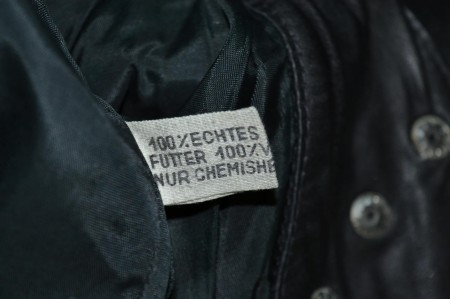 100% ECHTES
FUTTER 100% V
NUR CHEMISHE